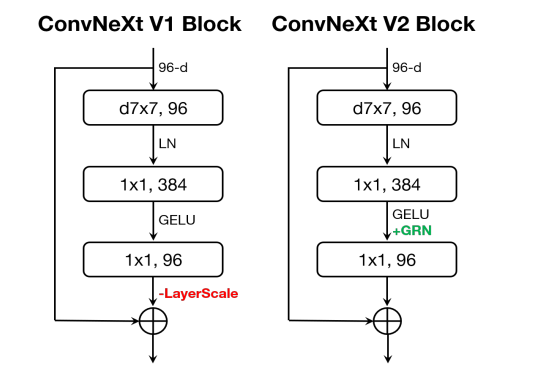 ConvNeXt V1 Block
96-d
d7x7, 96
LN
1x1, 384
GELU
1x1, 96
-LayerScale
ConvNeXt V2 Block
96-d
d7x7, 96
LN
1x1, 384
GELU
+GRN
1x1, 96